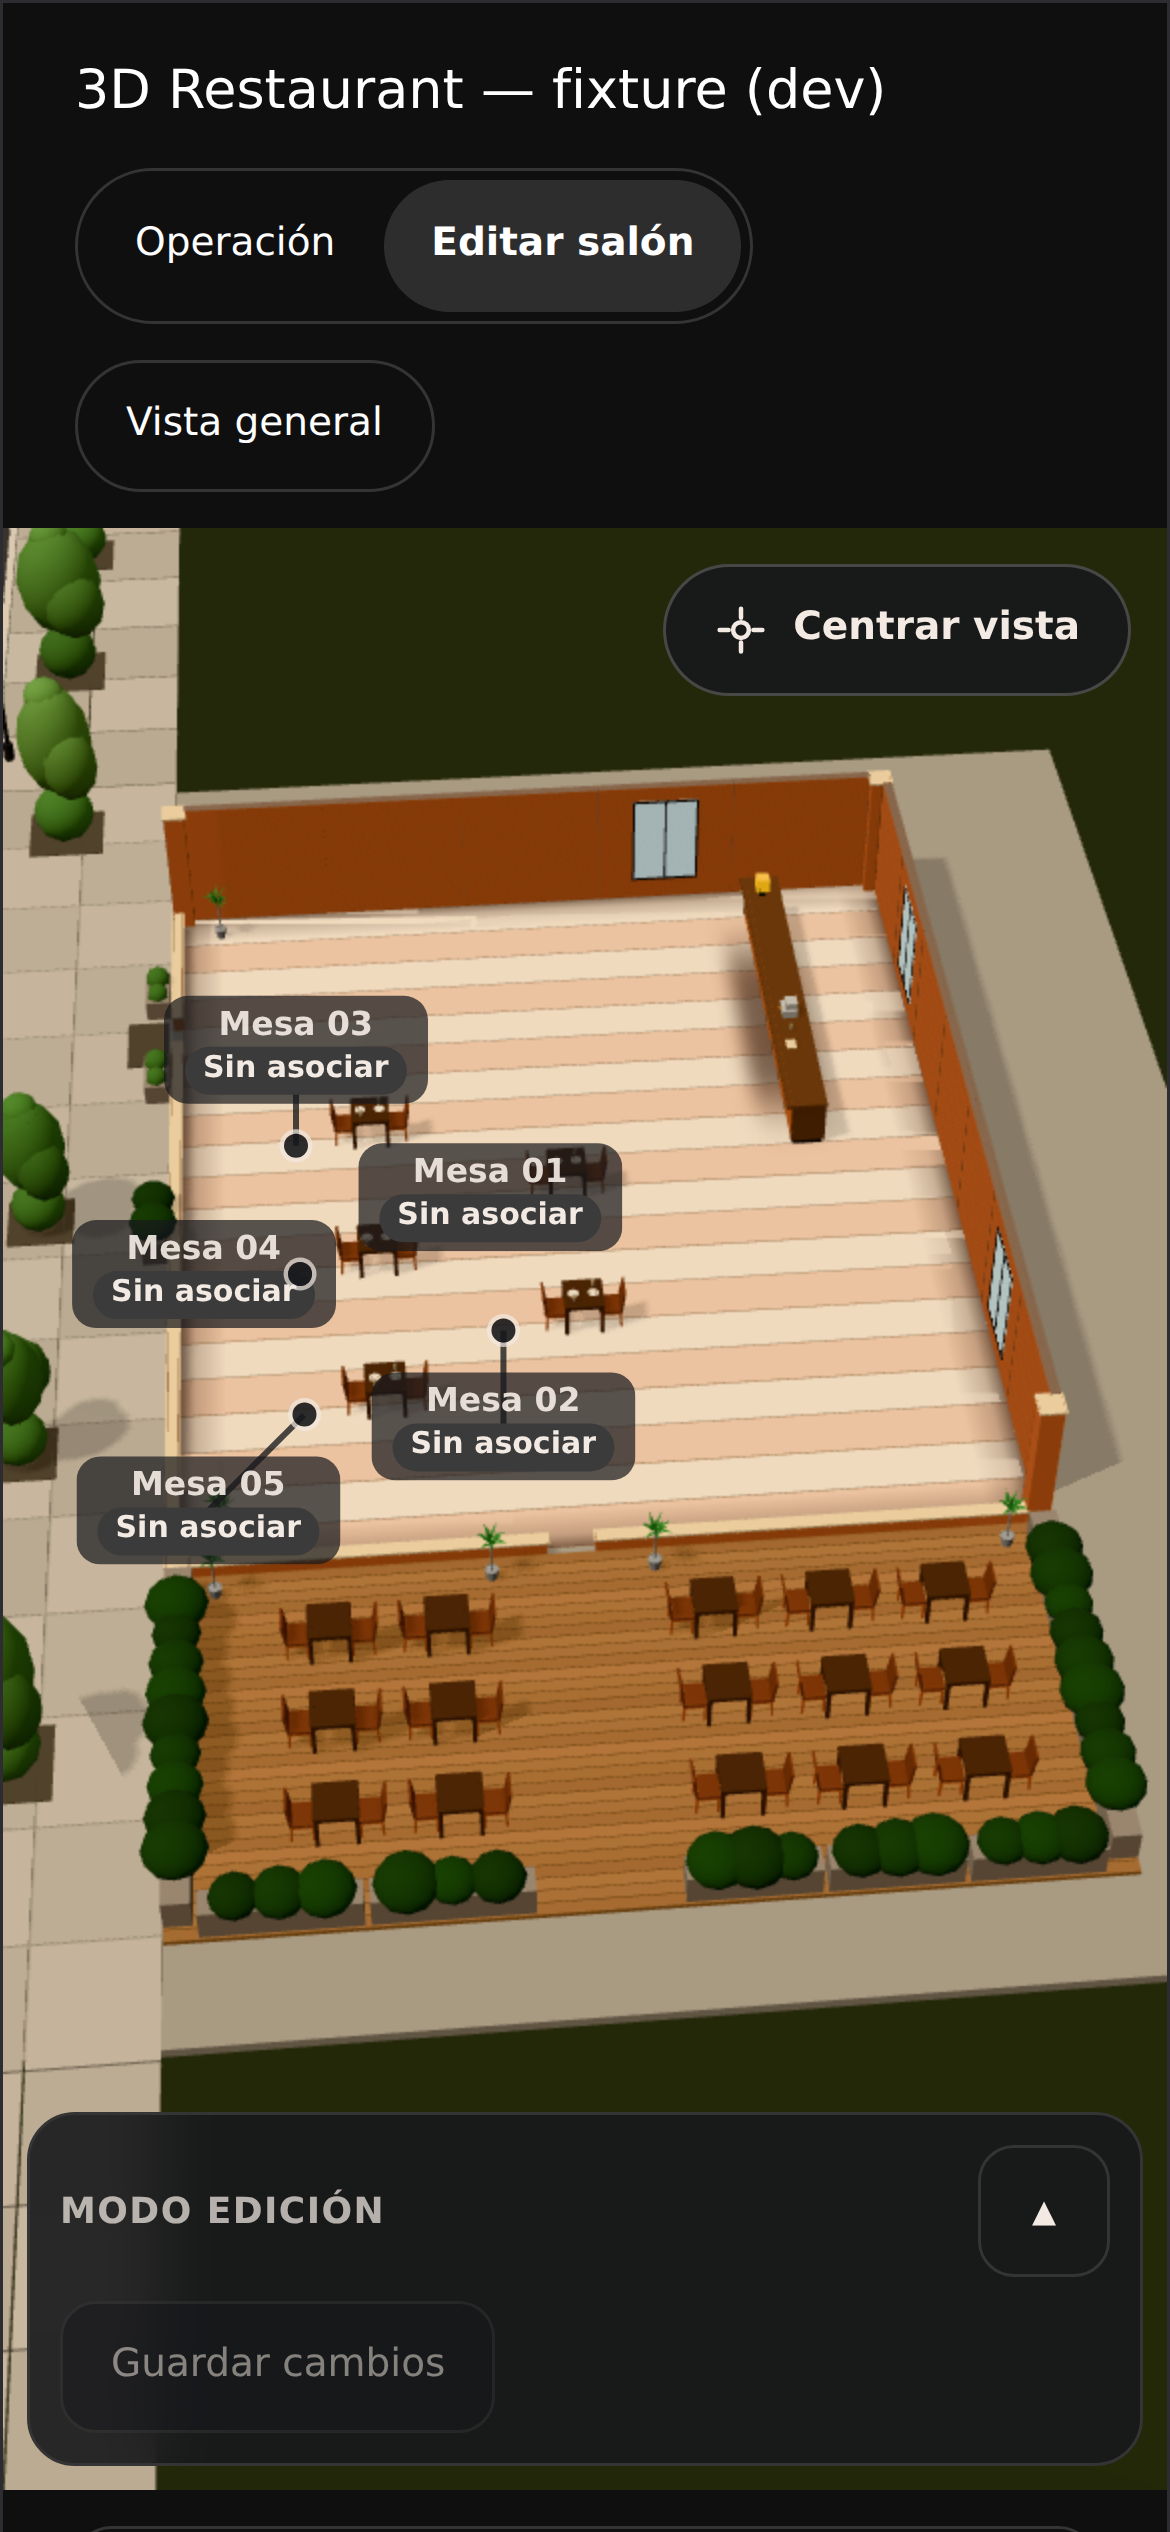 3D Restaurant — fixture (dev)
Operación
Editar salón
Vista general
Centrar vista
Mesa 03
Sin asociar
Mesa 01
Sin asociar
Mesa 04
Sin asociar
Mesa 02
Sin asociar
Mesa 05
Sin asociar
MODO EDICIÓN
Guardar cambios